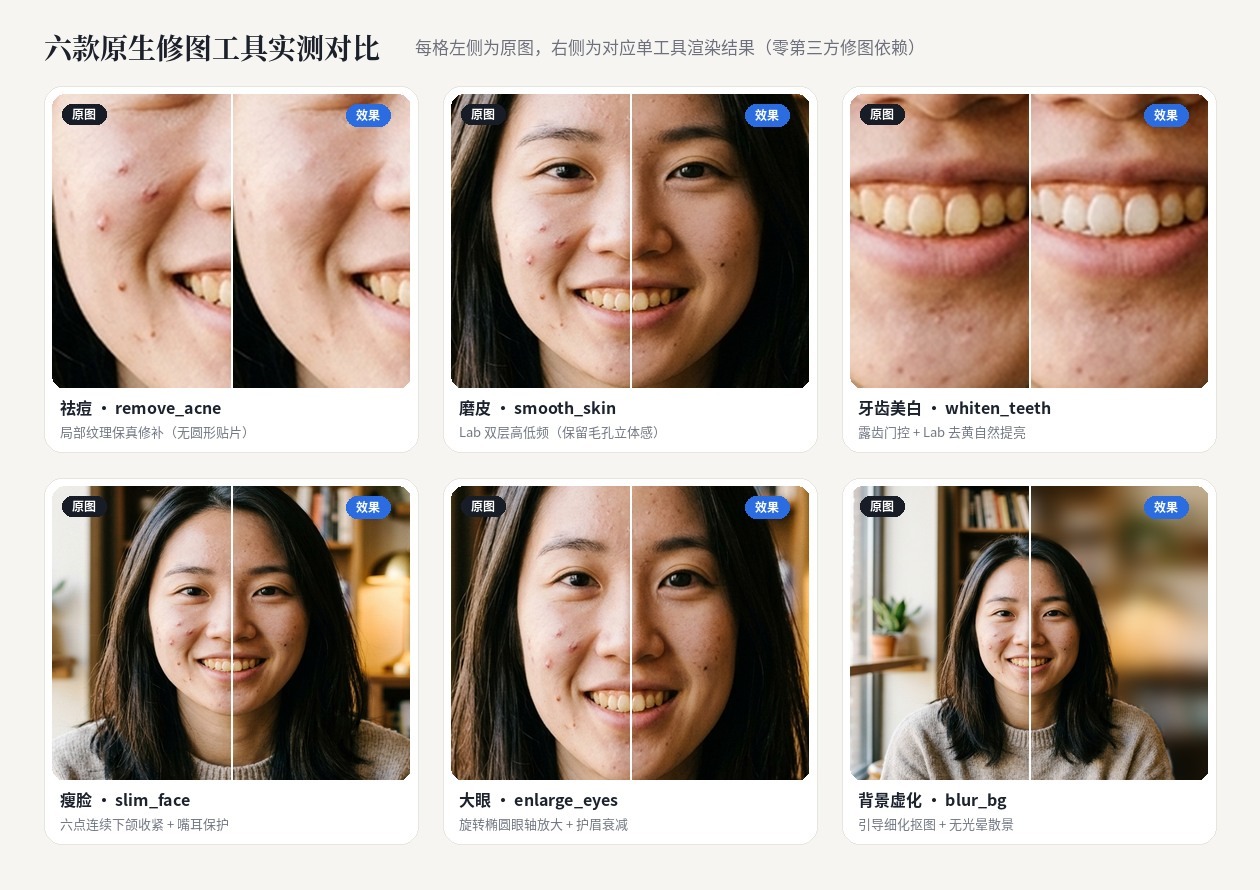 六款原生修图工具实测对比
每格左侧为原图，右侧为对应单工具渲染结果（零第三方修图依赖）
原图
效果
原图
效果
原图
效果
祛痘 • remove_acne
局部纹理保真修补（无圆形贴片）
磨皮 • smooth_skin
Lab 双层高低频（保留毛孔立体感）
牙齿美白 • whiten_teeth
露齿门控 + Lab 去黄自然提亮
原图
效果
原图
效果
原图
效果
瘦脸 • slim_face
六点连续下颌收紧 + 嘴耳保护
大眼 • enlarge_eyes
旋转椭圆眼轴放大 + 护眉衰减
背景虚化 • blur_bg
引导细化抠图 + 无光晕散景